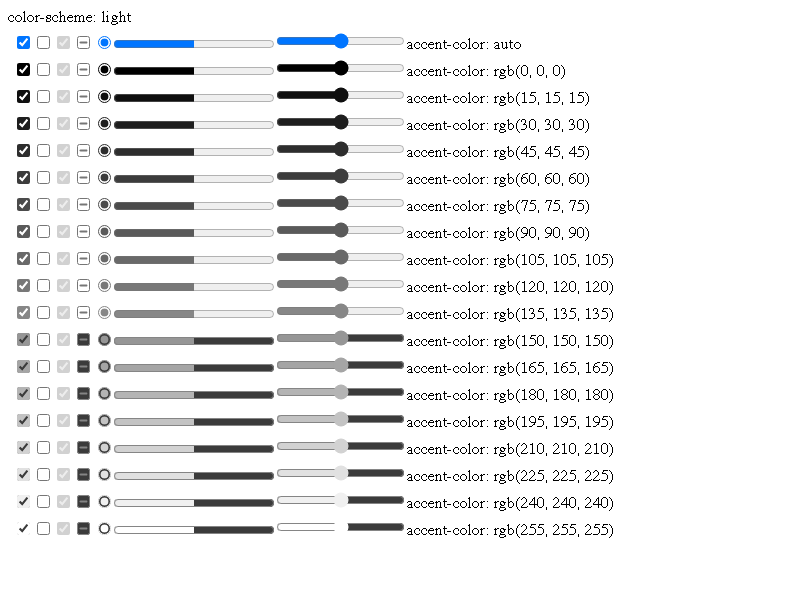 color-scheme: light
accent-color: auto
accent-color: rgb(0, 0, 0)
accent-color: rgb(15, 15, 15)
accent-color: rgb(30, 30, 30)
accent-color: rgb(45, 45, 45)
accent-color: rgb(60, 60, 60)
accent-color: rgb(75, 75, 75)
accent-color: rgb(90, 90, 90)
accent-color: rgb(105, 105, 105)
accent-color: rgb(120, 120, 120)
accent-color: rgb(135, 135, 135)
accent-color: rgb(150, 150, 150)
accent-color: rgb(165, 165, 165)
accent-color: rgb(180, 180, 180)
accent-color: rgb(195, 195, 195)
accent-color: rgb(210, 210, 210)
accent-color: rgb(225, 225, 225)
accent-color: rgb(240, 240, 240)
accent-color: rgb(255, 255, 255)